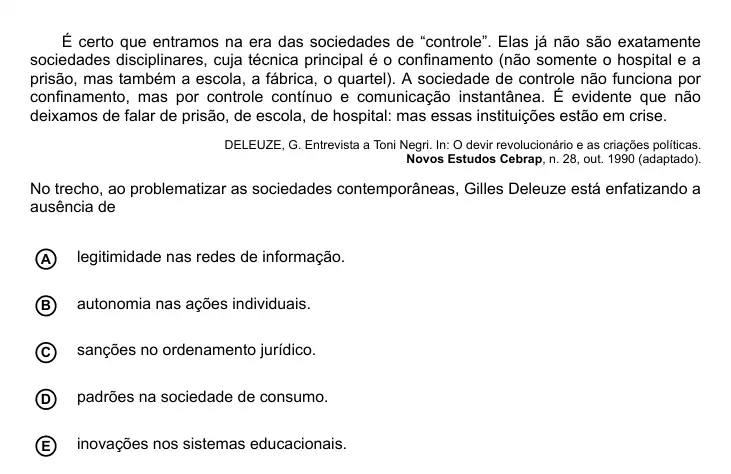 É certo que entramos na era das sociedades de “controle”. Elas já não são exatamente
sociedades disciplinares, cuja técnica principal é o confinamento (não somente o hospital e a
prisão, mas também a escola, a fábrica, o quartel). A sociedade de controle não funciona por
confinamento, mas por controle contínuo e comunicação instantânea. É evidente que não
deixamos de falar de prisão, de escola, de hospital: mas essas instituições estão em crise.
DELEUZE, G. Entrevista a Toni Negri. In: O devir revolucionário e as criações políticas.
Novos Estudos Cebrap, n. 28, out. 1990 (adaptado).
No trecho, ao problematizar as sociedades contemporâneas, Gilles Deleuze está enfatizando a
ausência de
A legitimidade nas redes de informação.
B autonomia nas ações individuais.
C sanções no ordenamento jurídico.
D padrões na sociedade de consumo.
E inovações nos sistemas educacionais.